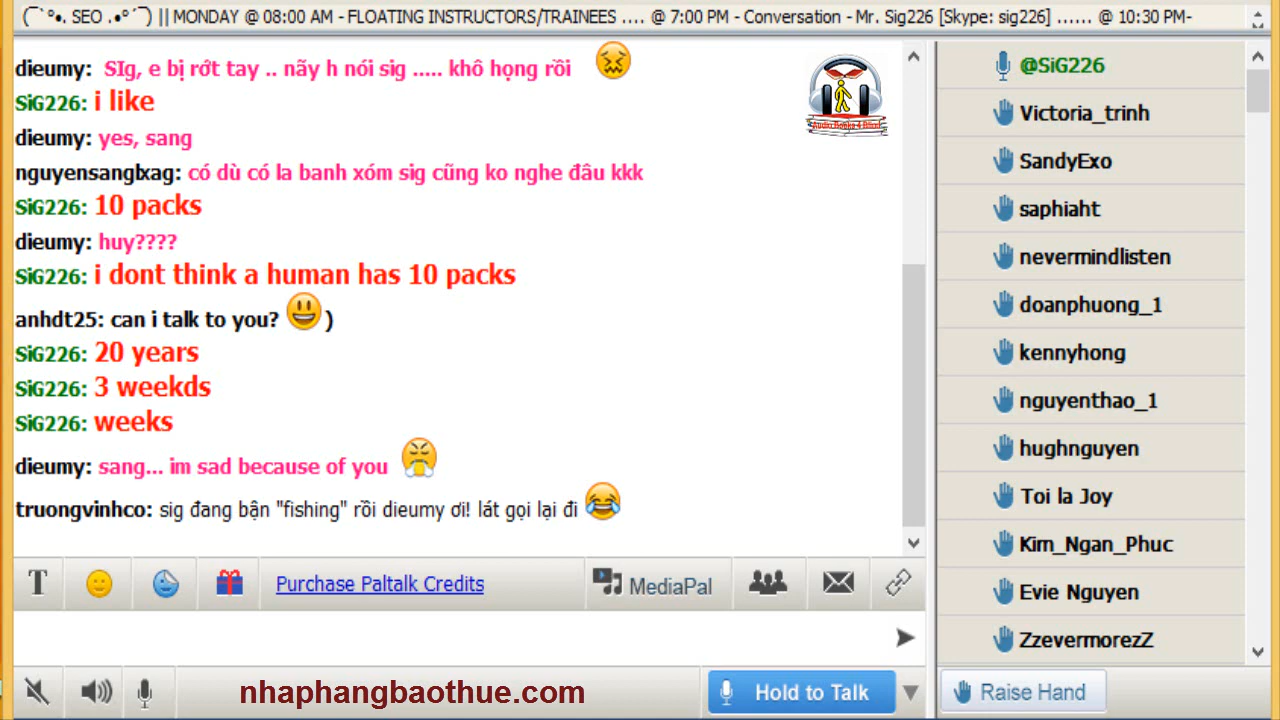 (¯`°•. SEO .•°´¯) || MONDAY @ 08:00 AM - FLOATING INSTRUCTORS/TRAINEES .... @ 7:00 PM - Conversation - Mr. Sig226 [Skype: sig226] ...... @ 10:30 PM-
dieumy: SIg, e bị rớt tay .. nãy h nói sig ..... khô họng rồi
SiG226: i like
dieumy: yes, sang
nguyensanglxag: có dù có la banh xóm sig cũng ko nghe đâu kkk
SiG226: 10 packs
dieumy: huy????
SiG226: i dont think a human has 10 packs
anhdt25: can i talk to you? )
SiG226: 20 years
SiG226: 3 weekds
SiG226: weeks
dieumy: sang... im sad because of you
truongvinhco: sig đang bận "fishing" rồi dieumy ơi! lát gọi lại đi
Audio Books 4 Blind
@SiG226
Victoria_trinh
SandyExo
saphiaht
nevermindlisten
doanphuong_1
kennyhong
nguyenthao_1
hughnguyen
Toi la Joy
Kim_Ngan_Phuc
Evie Nguyen
ZzevermorezZ
T
Purchase Paltalk Credits
MediaPal
nhaphangbaothue.com
Hold to Talk
Raise Hand